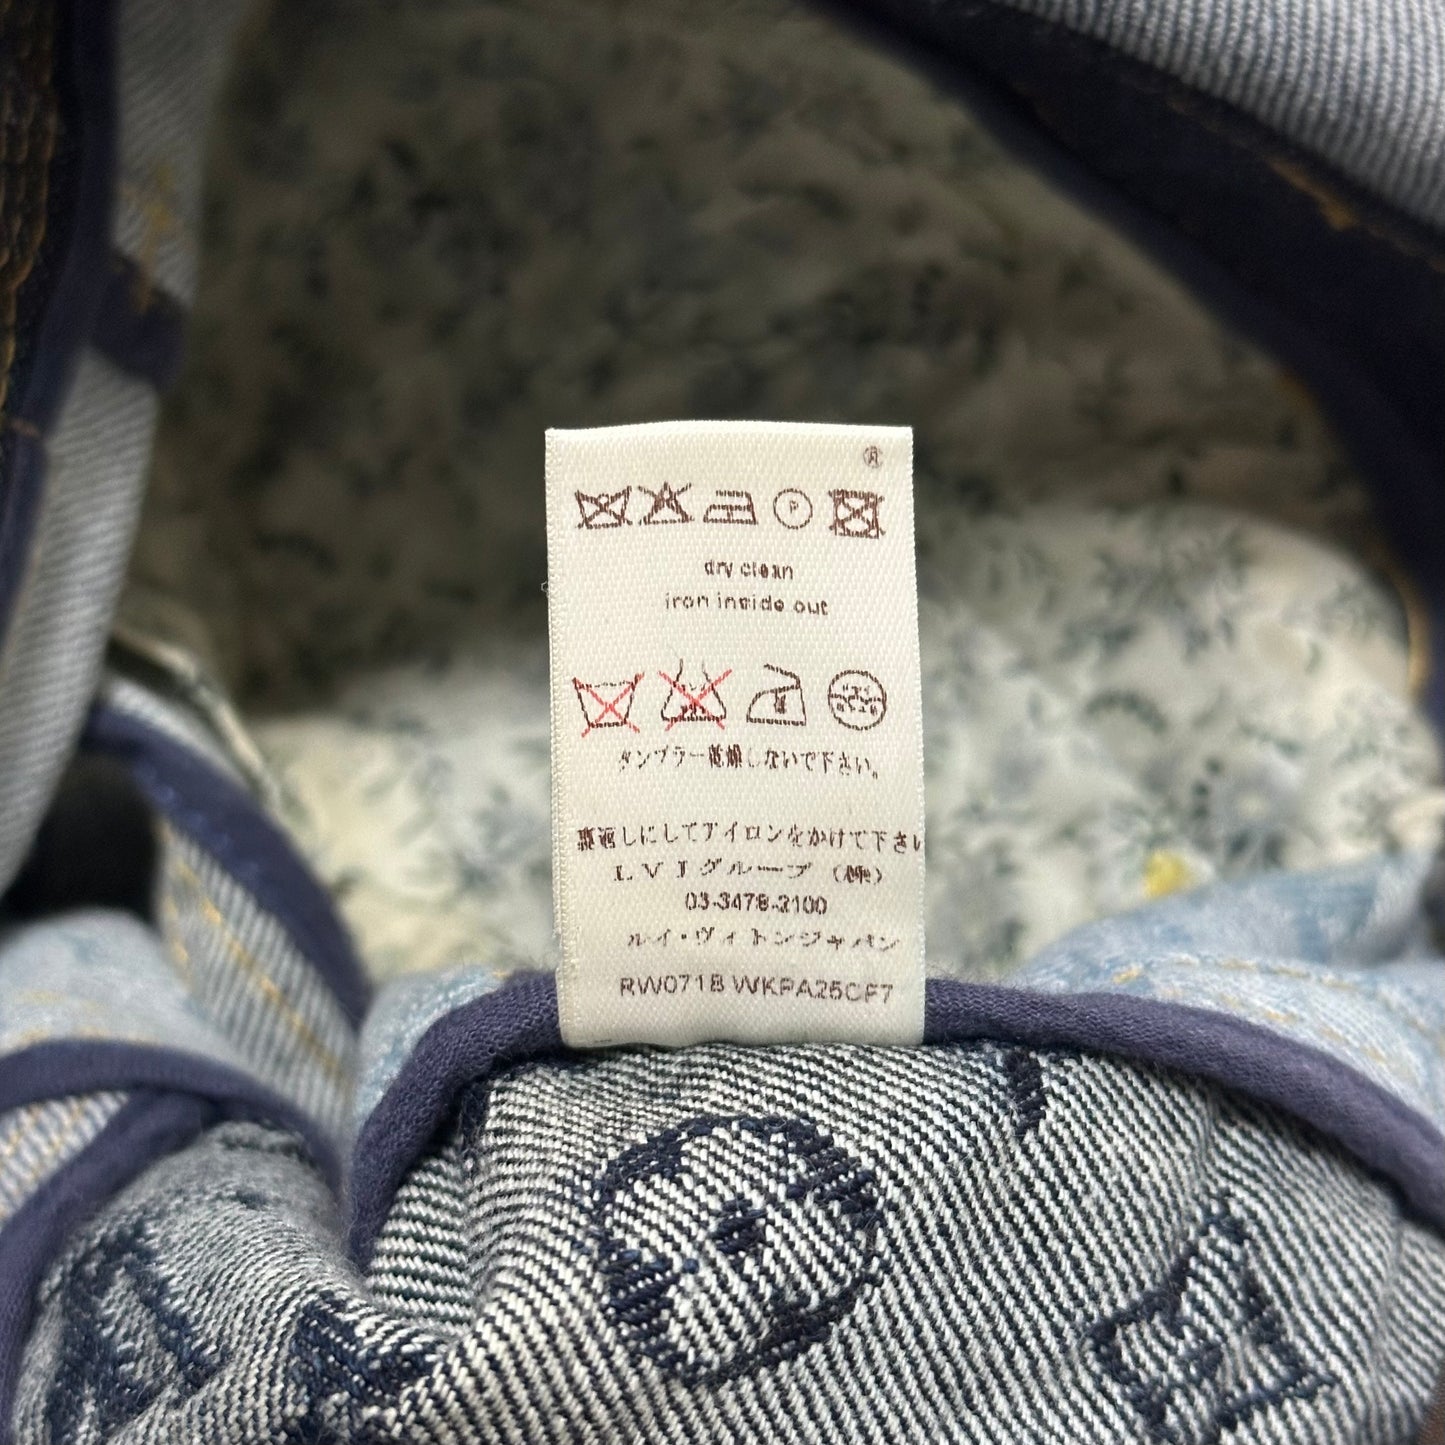 ®
P
dry clean
iron inside out
タンブラー乾燥しないで下さい。
裏返しにしてアイロンをかけて下さい
LVJグループ (株)
03-3478-2100
ルイ・ヴィトンジャパン
RW071B WKPA25CF7